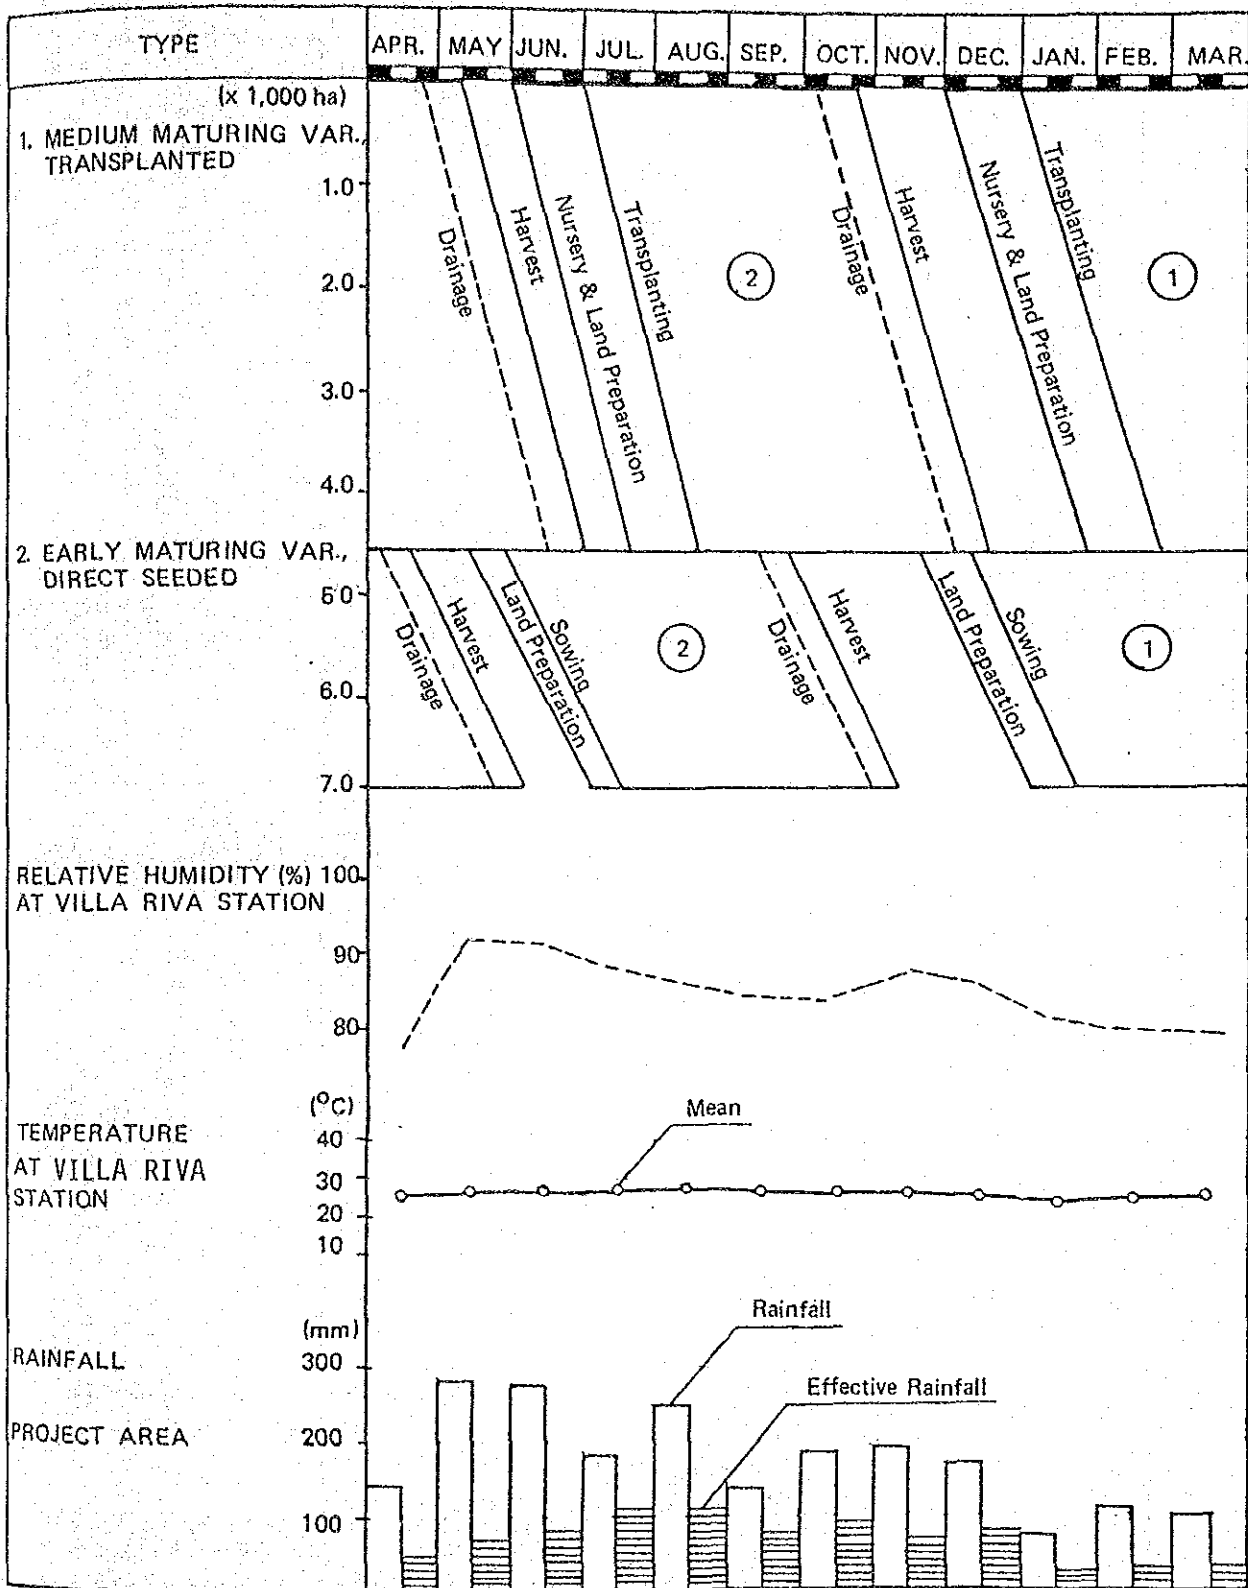 TYPE APR. MAY JUN. JUL. AUG. SEP. OCT. NOV. DEC. JAN. FEB. MAR.
(x 1,000 ha)
1. MEDIUM MATURING VAR.,
TRANSPLANTED
1.0
2.0
3.0
4.0
Drainage
Harvest
Nursery & Land Preparation
Transplanting
2
Drainage
Harvest
Nursery & Land Preparation
Transplanting
1
2. EARLY MATURING VAR.,
DIRECT SEEDED
5 0
6.0
7.0
Drainage
Harvest
Land Preparation
Sowing
2
Drainage
Harvest
Land Preparation
Sowing
1
RELATIVE HUMIDITY (%) 100
AT VILLA RIVA STATION
90
80
(°C)
TEMPERATURE
AT VILLA RIVA
STATION
40
30
20
10
Mean
(mm)
RAINFALL
PROJECT AREA
300
200
100
Rainfall
Effective Rainfall